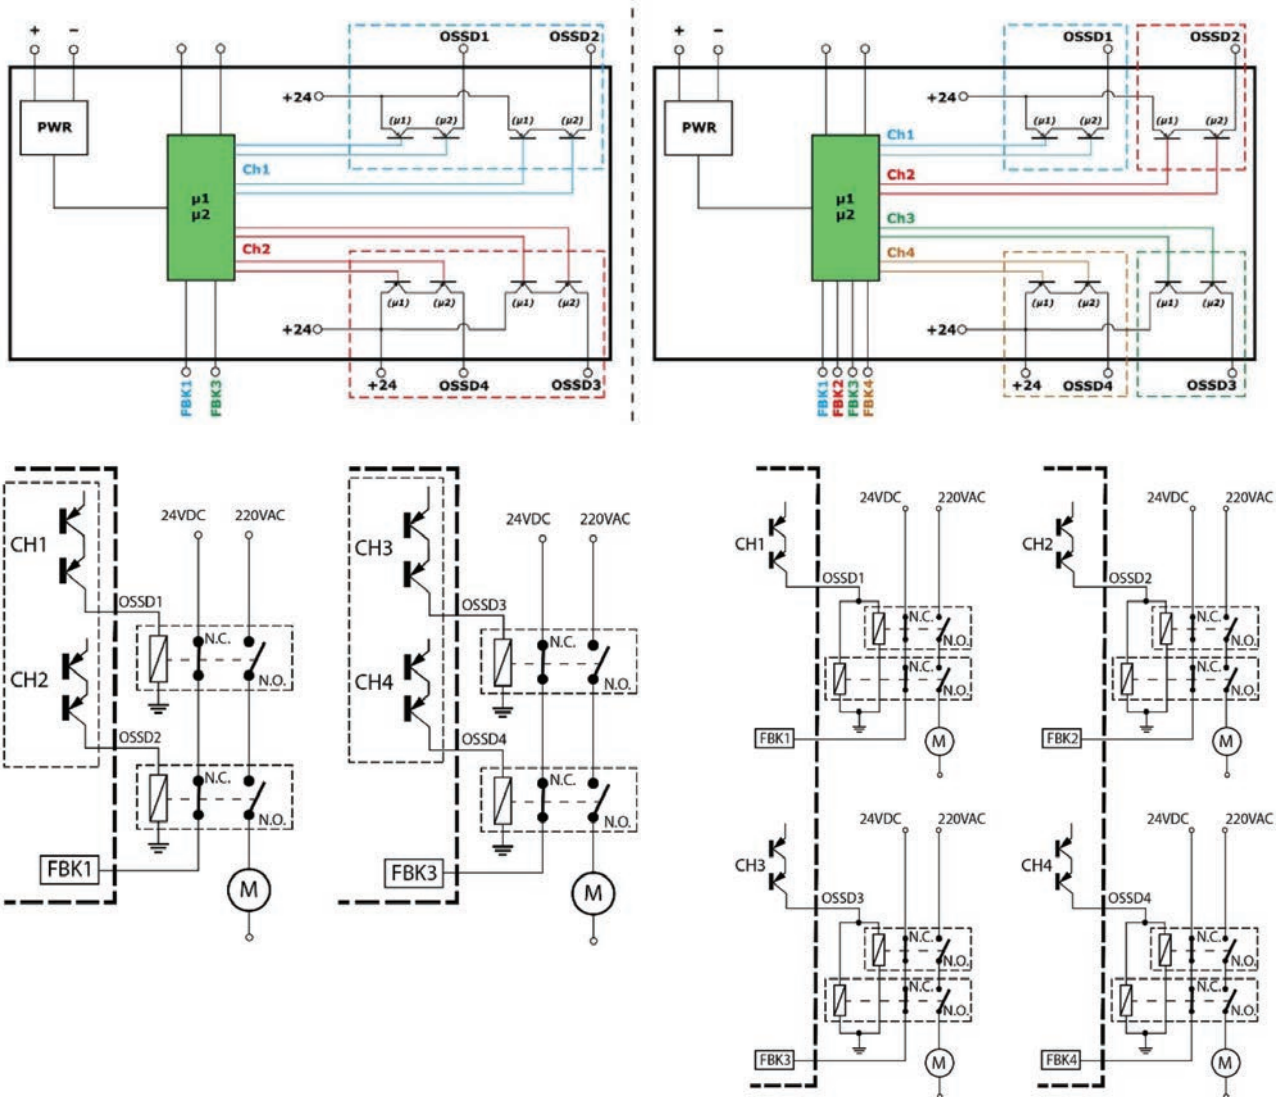 + −
OSSD1 OSSD2
+24
(μ1) (μ2) (μ1) (μ2)
PWR
Ch1
μ1
μ2
Ch2
(μ1) (μ2) (μ1) (μ2)
+24
+24 OSSD4 OSSD3
FBK1 FBK3
+ −
OSSD1 OSSD2
+24
(μ1) (μ2) (μ1) (μ2)
PWR
Ch1
Ch2
μ1
μ2
Ch3
Ch4
(μ1) (μ2) (μ1) (μ2)
+24
+24 OSSD4 OSSD3
FBK1 FBK2 FBK3 FBK4
24VDC 220VAC
CH1
OSSD1
N.C.
N.O.
CH2
OSSD2
N.C.
N.O.
FBK1
M
24VDC 220VAC
CH3
OSSD3
N.C.
N.O.
CH4
OSSD4
N.C.
N.O.
FBK3
M
24VDC 220VAC
CH1
OSSD1
N.C.
N.O.
N.C.
N.O.
FBK1
M
24VDC 220VAC
CH2
OSSD2
N.C.
N.O.
N.C.
N.O.
FBK2
M
24VDC 220VAC
CH3
OSSD3
N.C.
N.O.
N.C.
N.O.
FBK3
M
24VDC 220VAC
CH4
OSSD4
N.C.
N.O.
N.C.
N.O.
FBK4
M